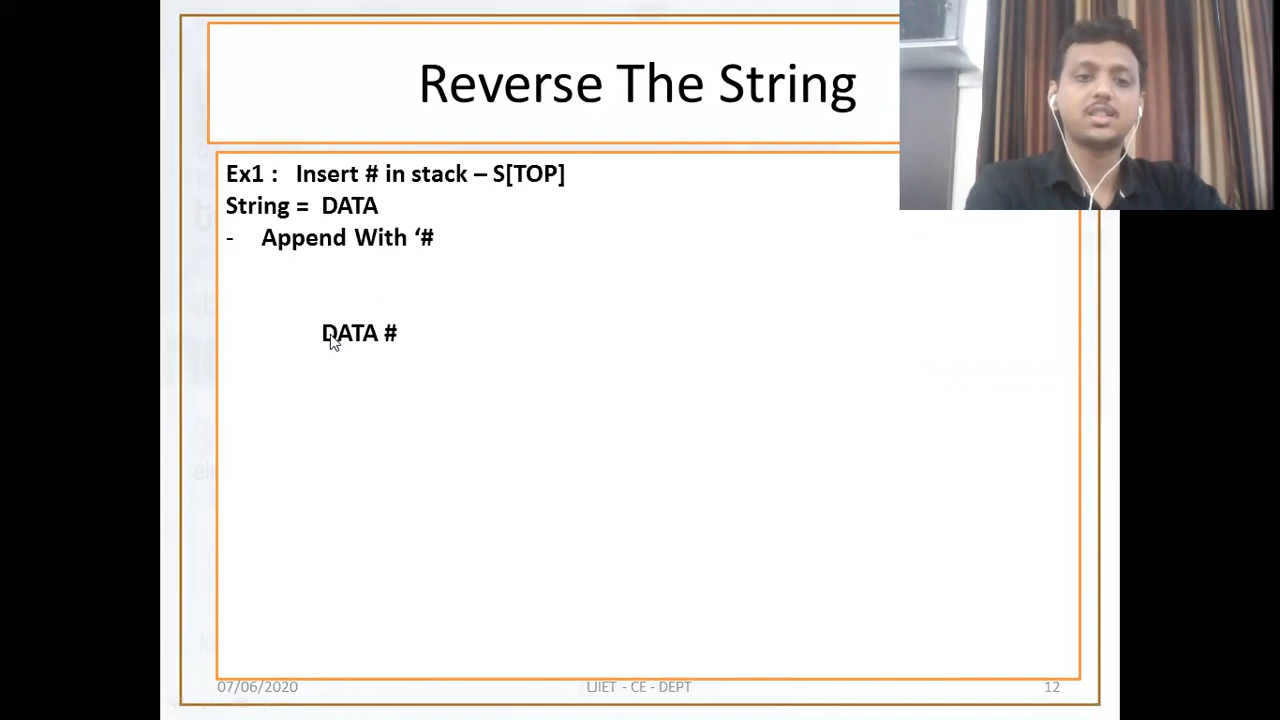 Reverse The String
Ex1 : Insert # in stack – S[TOP]
String = DATA
- Append With ‘#
DATA #
07/06/2020
LJIET - CE - DEPT
12